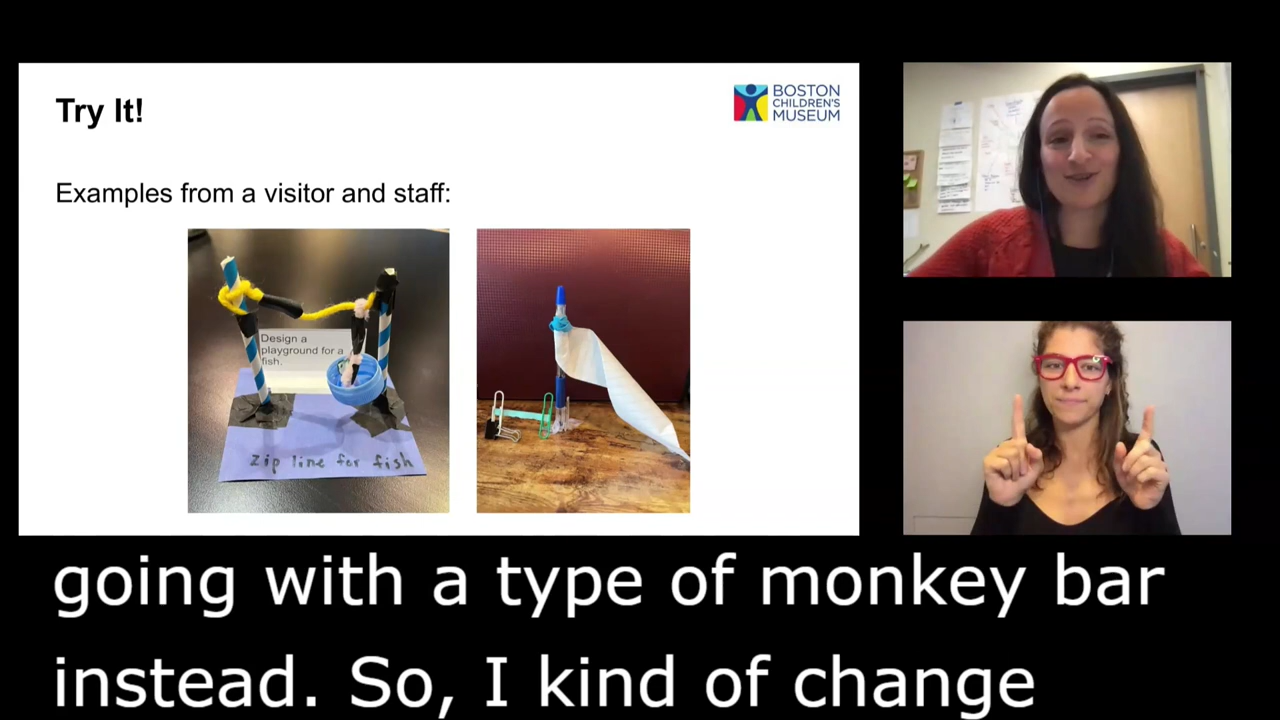 Try It!
BOSTON
CHILDREN'S
MUSEUM
Examples from a visitor and staff:
Design a
playground for a
fish.
Zip line for fish
going with a type of monkey bar
instead. So, I kind of change